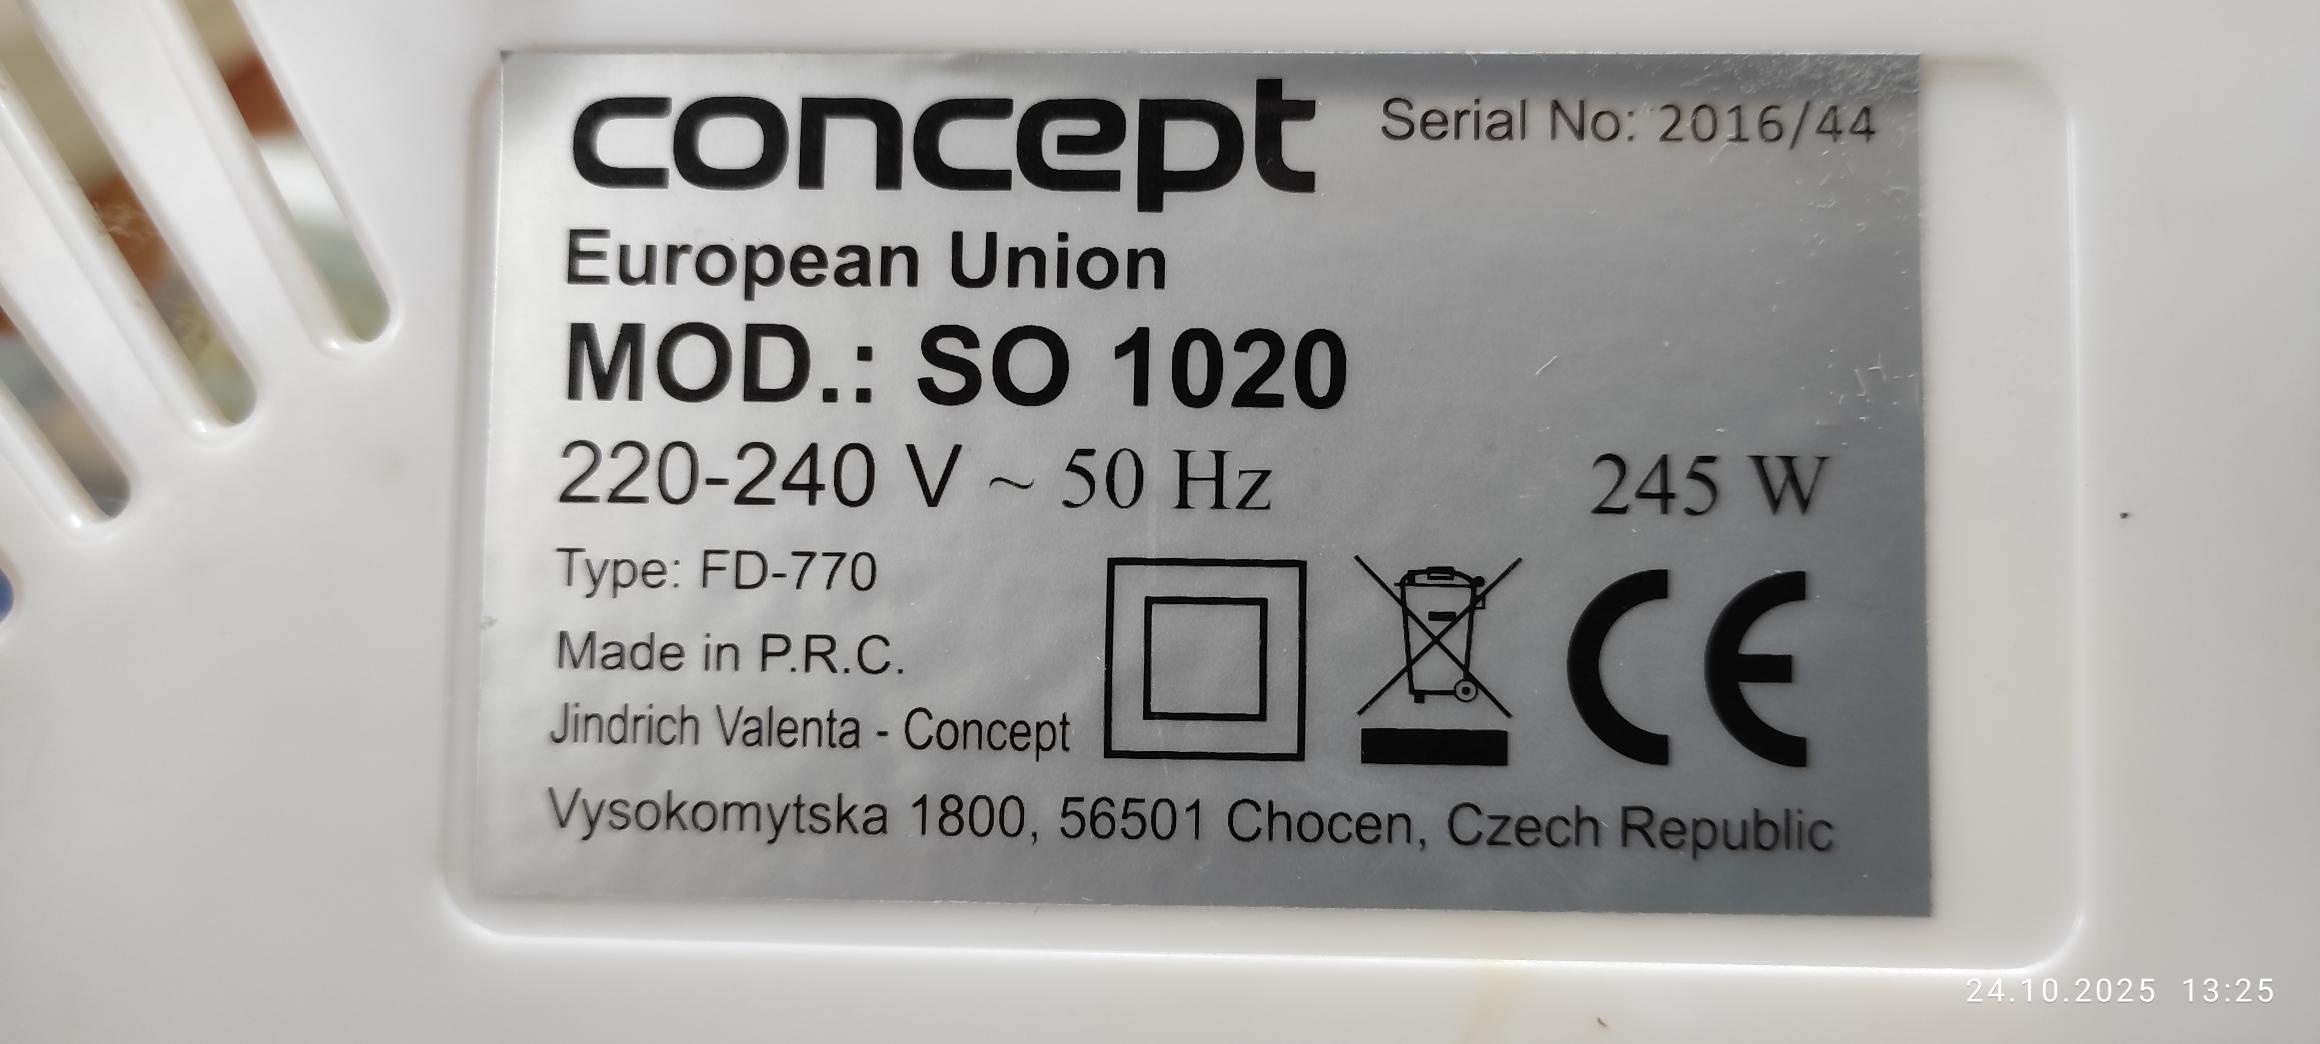 concept
Serial No: 2016/44
European Union
MOD.: SO 1020
220-240 V ~ 50 Hz 245 W
Type: FD-770
Made in P.R.C.
Jindrich Valenta - Concept
CE
Vysokomytska 1800, 56501 Chocen, Czech Republic
24.10.2025 13:25